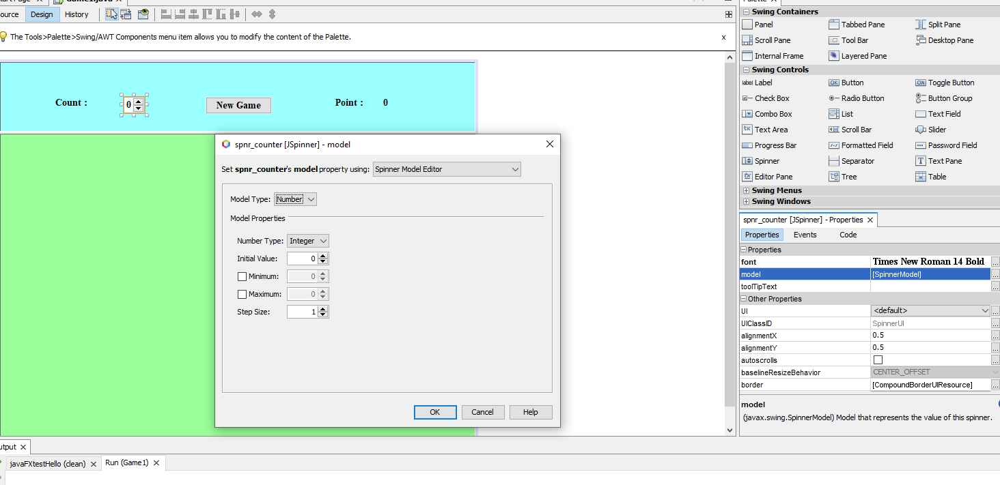 Source Design History
The Tools>Palette>Swing/AWT Components menu item allows you to modify the content of the Palette. x
Count : 0 New Game Point : 0
spnr_counter [JSpinner] - model
Set spnr_counter's model property using: Spinner Model Editor
Model Type: Number
Model Properties
Number Type: Integer
Initial Value: 0
Minimum: 0
Maximum: 0
Step Size: 1
OK Cancel Help
Swing Containers
Panel Tabbed Pane Split Pane
Scroll Pane Tool Bar Desktop Pane
Internal Frame Layered Pane
Swing Controls
label Label OK Button ON Toggle Button
Check Box Radio Button Button Group
Combo Box List Text Field
Text Area Scroll Bar Slider
Progress Bar Formatted Field Password Field
Spinner Separator T Text Pane
Editor Pane Tree Table
Swing Menus
Swing Windows
spnr_counter [JSpinner] - Properties
Properties Events Code
Properties
font Times New Roman 14 Bold ...
model [SpinnerModel] ...
toolTipText ...
Other Properties
UI <default> ...
UIClassID SpinnerUI ...
alignmentX 0.5 ...
alignmentY 0.5 ...
autoscrolls ...
baselineResizeBehavior CENTER_OFFSET
border [CompoundBorderUIResource] ...
model
(javax.swing.SpinnerModel) Model that represents the value of this spinner.
utput
javaFXtestHello (clean) Run (Game1)